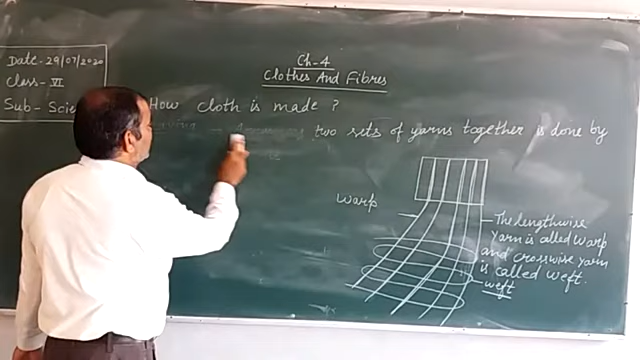 Date- 29/07/2020
Class- VI
Sub- Scie
Ch-4
Clothes And Fibres
How cloth is made ?
two sets of yarns together is done by
warp
The lengthwise
yarn is called warp
and crosswise yarn
is called weft.
weft